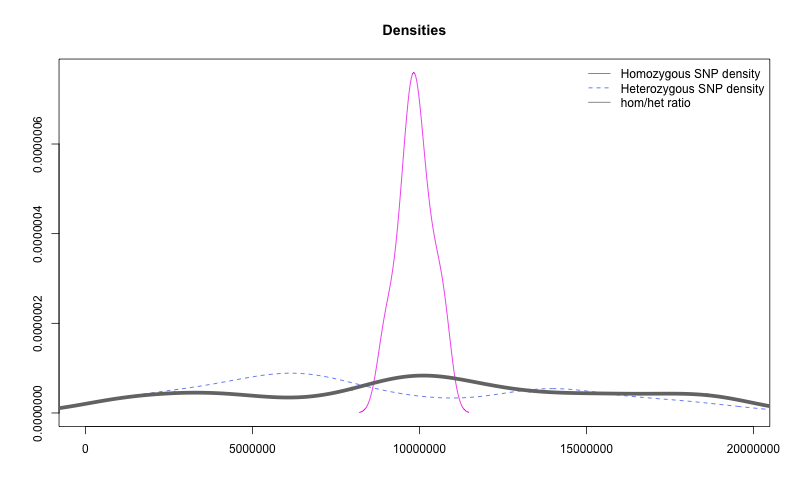 Densities
Homozygous SNP density
Heterozygous SNP density
hom/het ratio
0.0000006
0.0000004
0.0000002
0.0000000
0 5000000 10000000 15000000 20000000